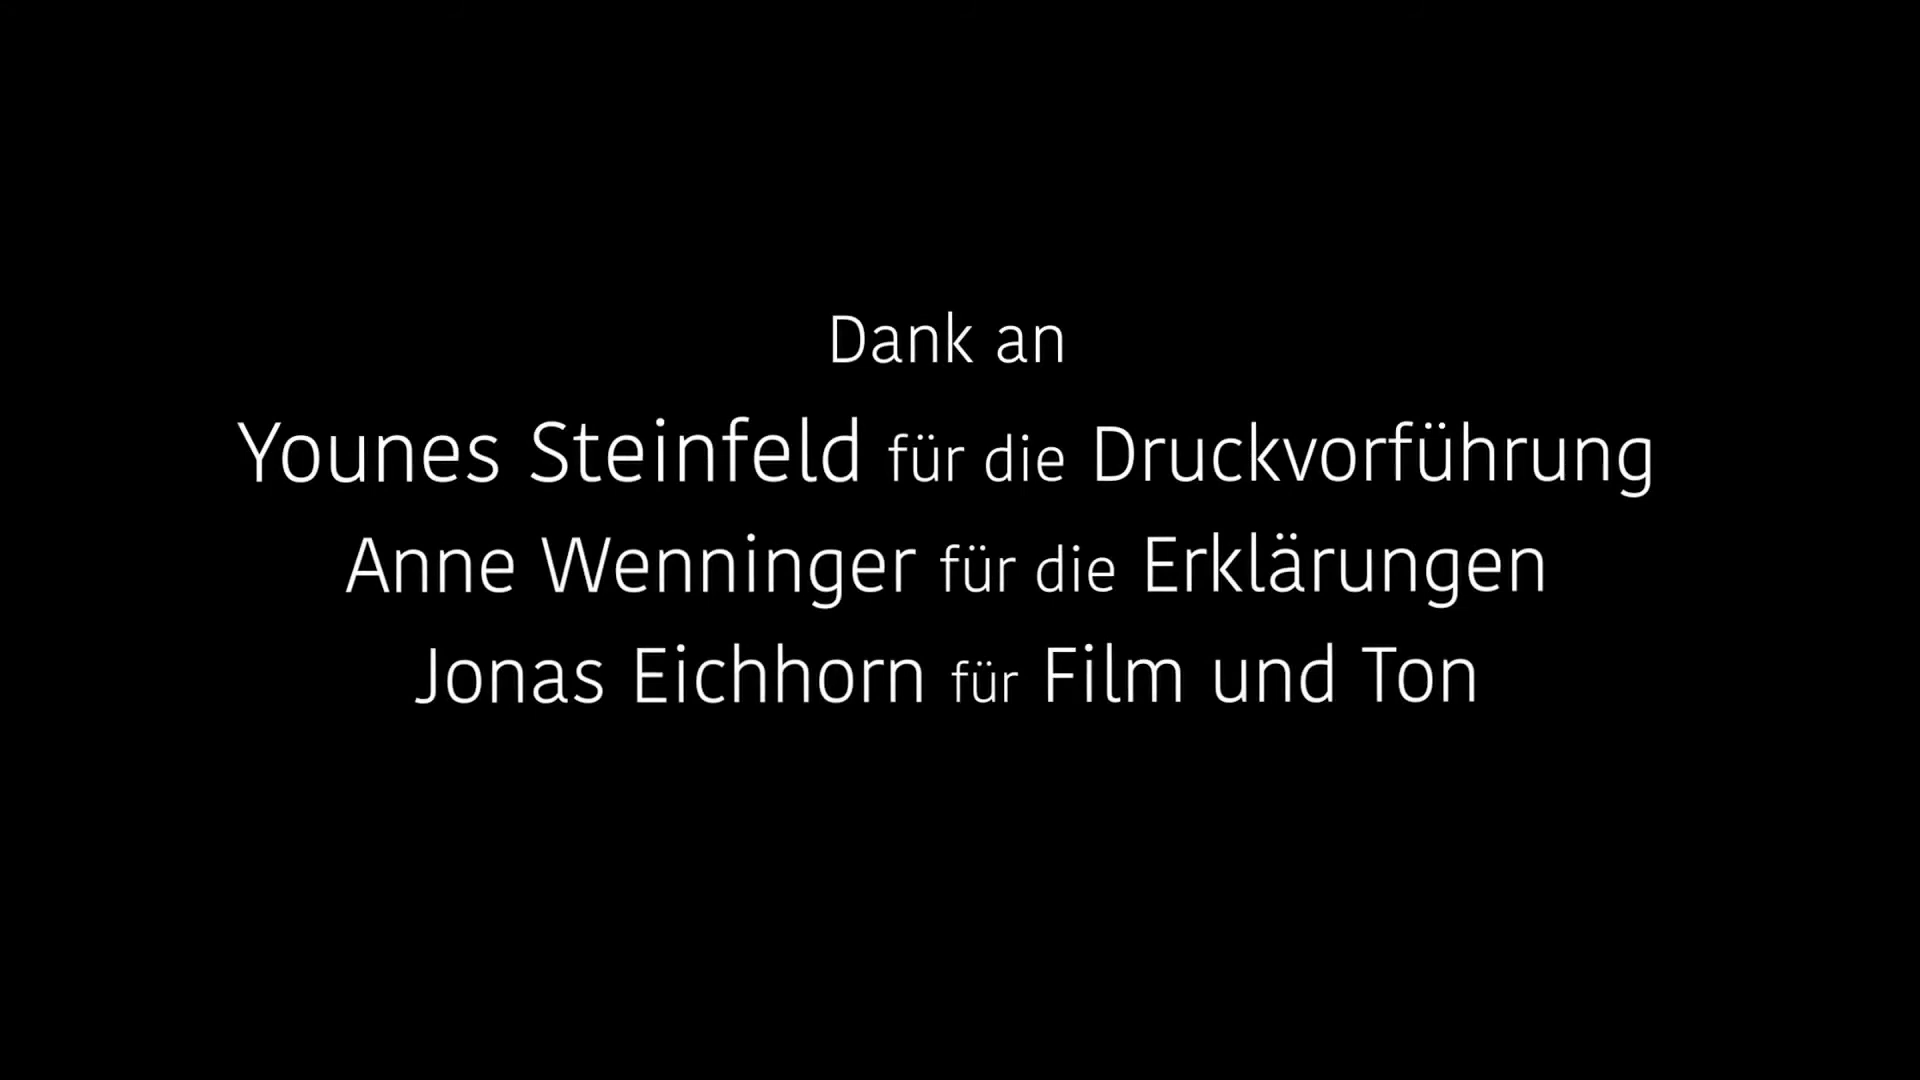 Dank an
Younes Steinfeld für die Druckvorführung
Anne Wenninger für die Erklärungen
Jonas Eichhorn für Film und Ton